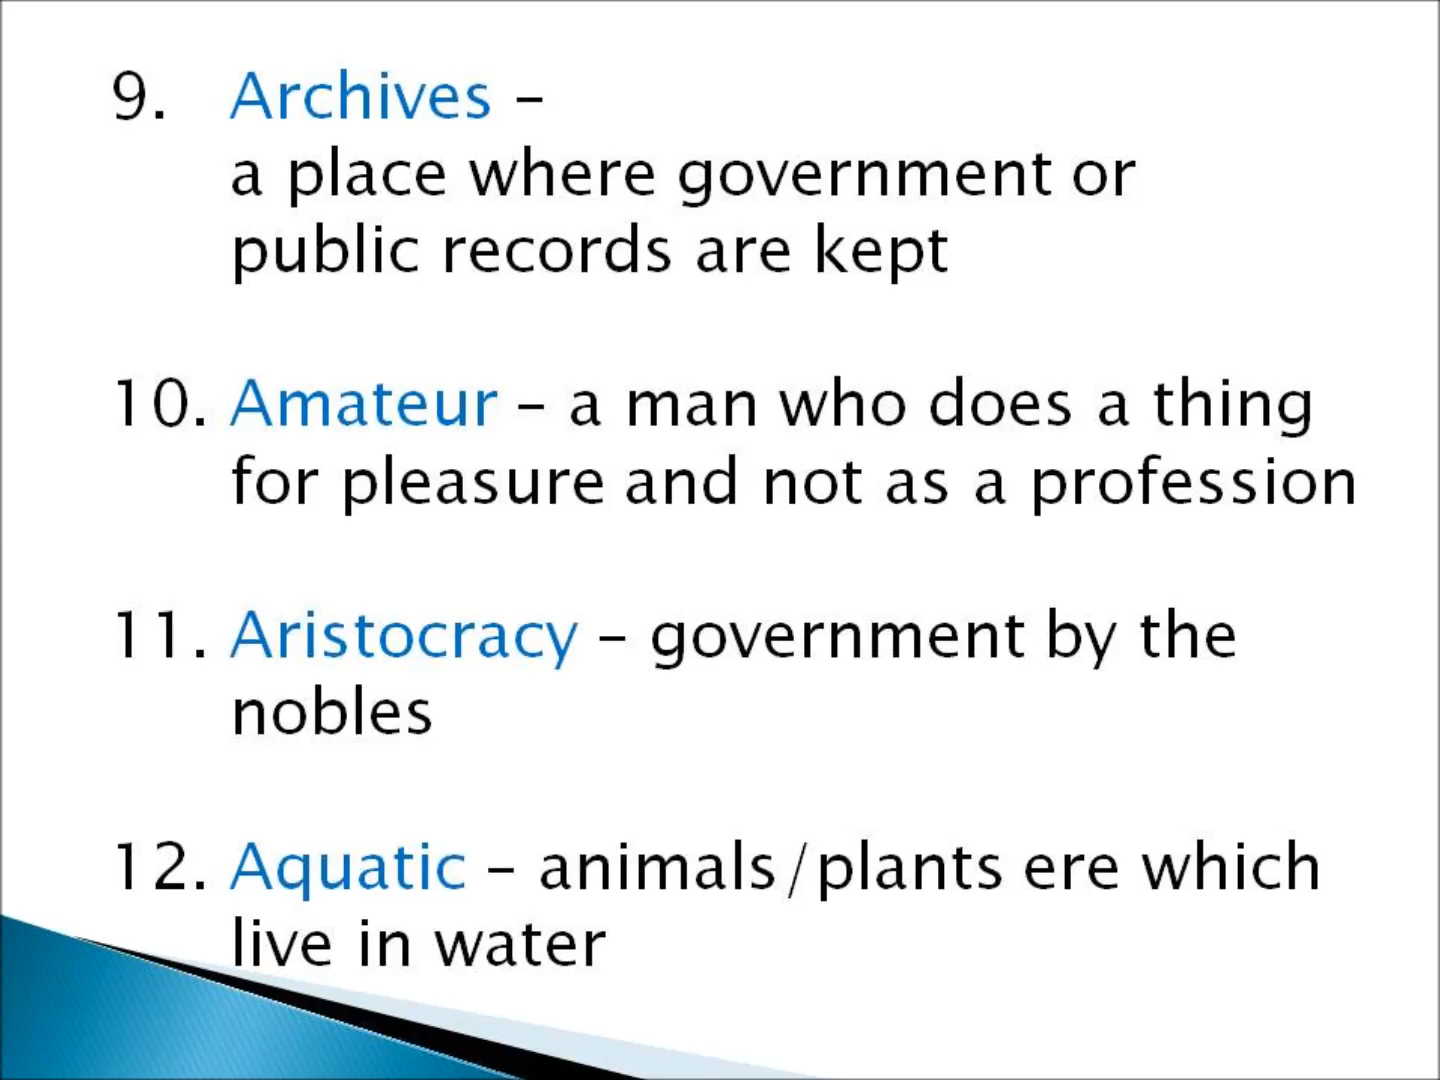 9. Archives –
a place where government or
public records are kept
10. Amateur – a man who does a thing
for pleasure and not as a profession
11. Aristocracy – government by the
nobles
12. Aquatic – animals/plants ere which
live in water